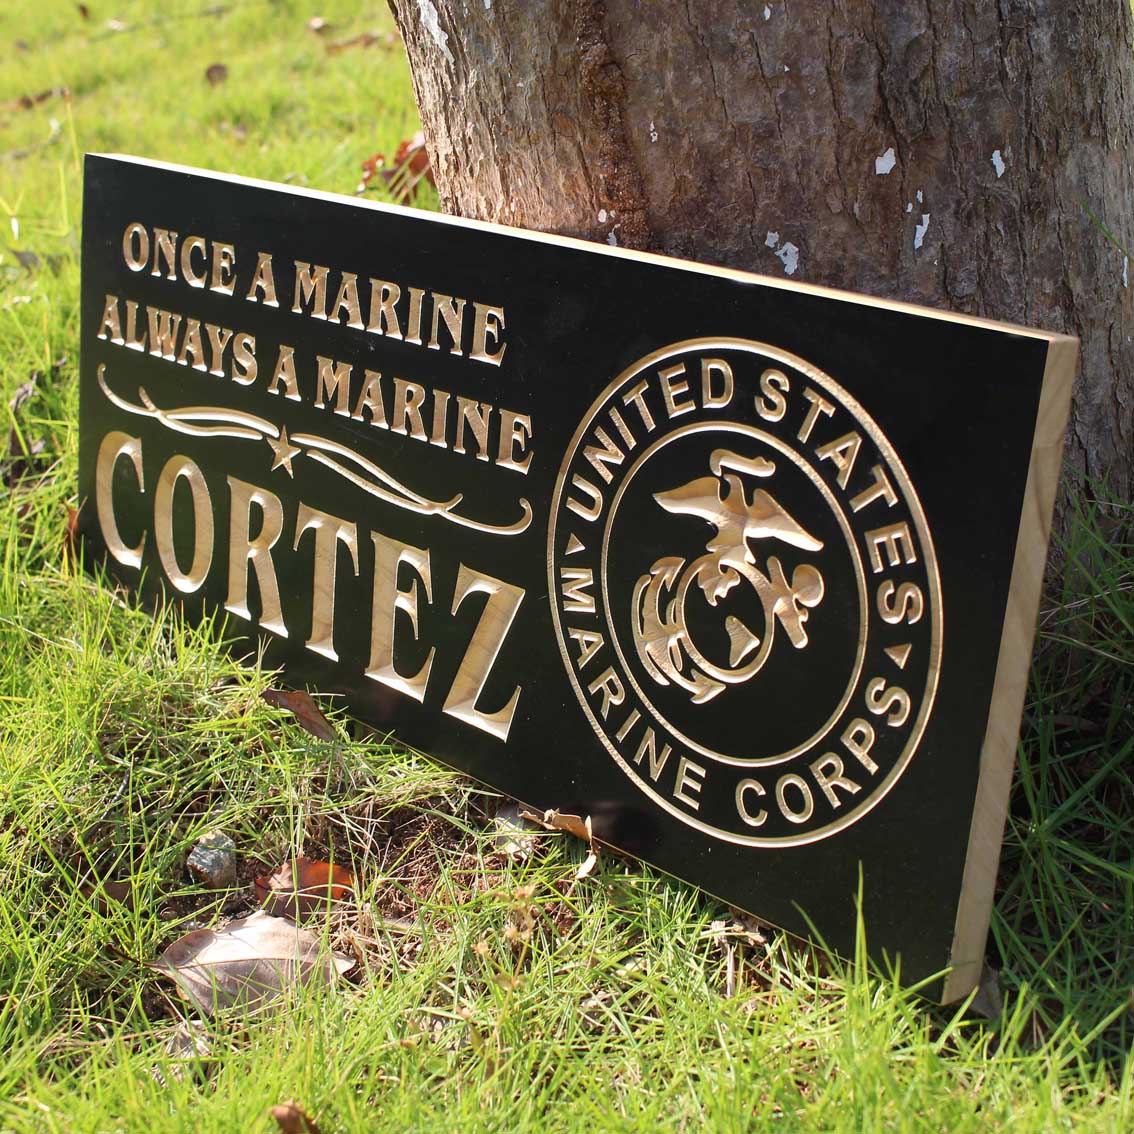 ONCE A MARINE
ALWAYS A MARINE
CORTEZ
UNITED STATES
MARINE CORPS